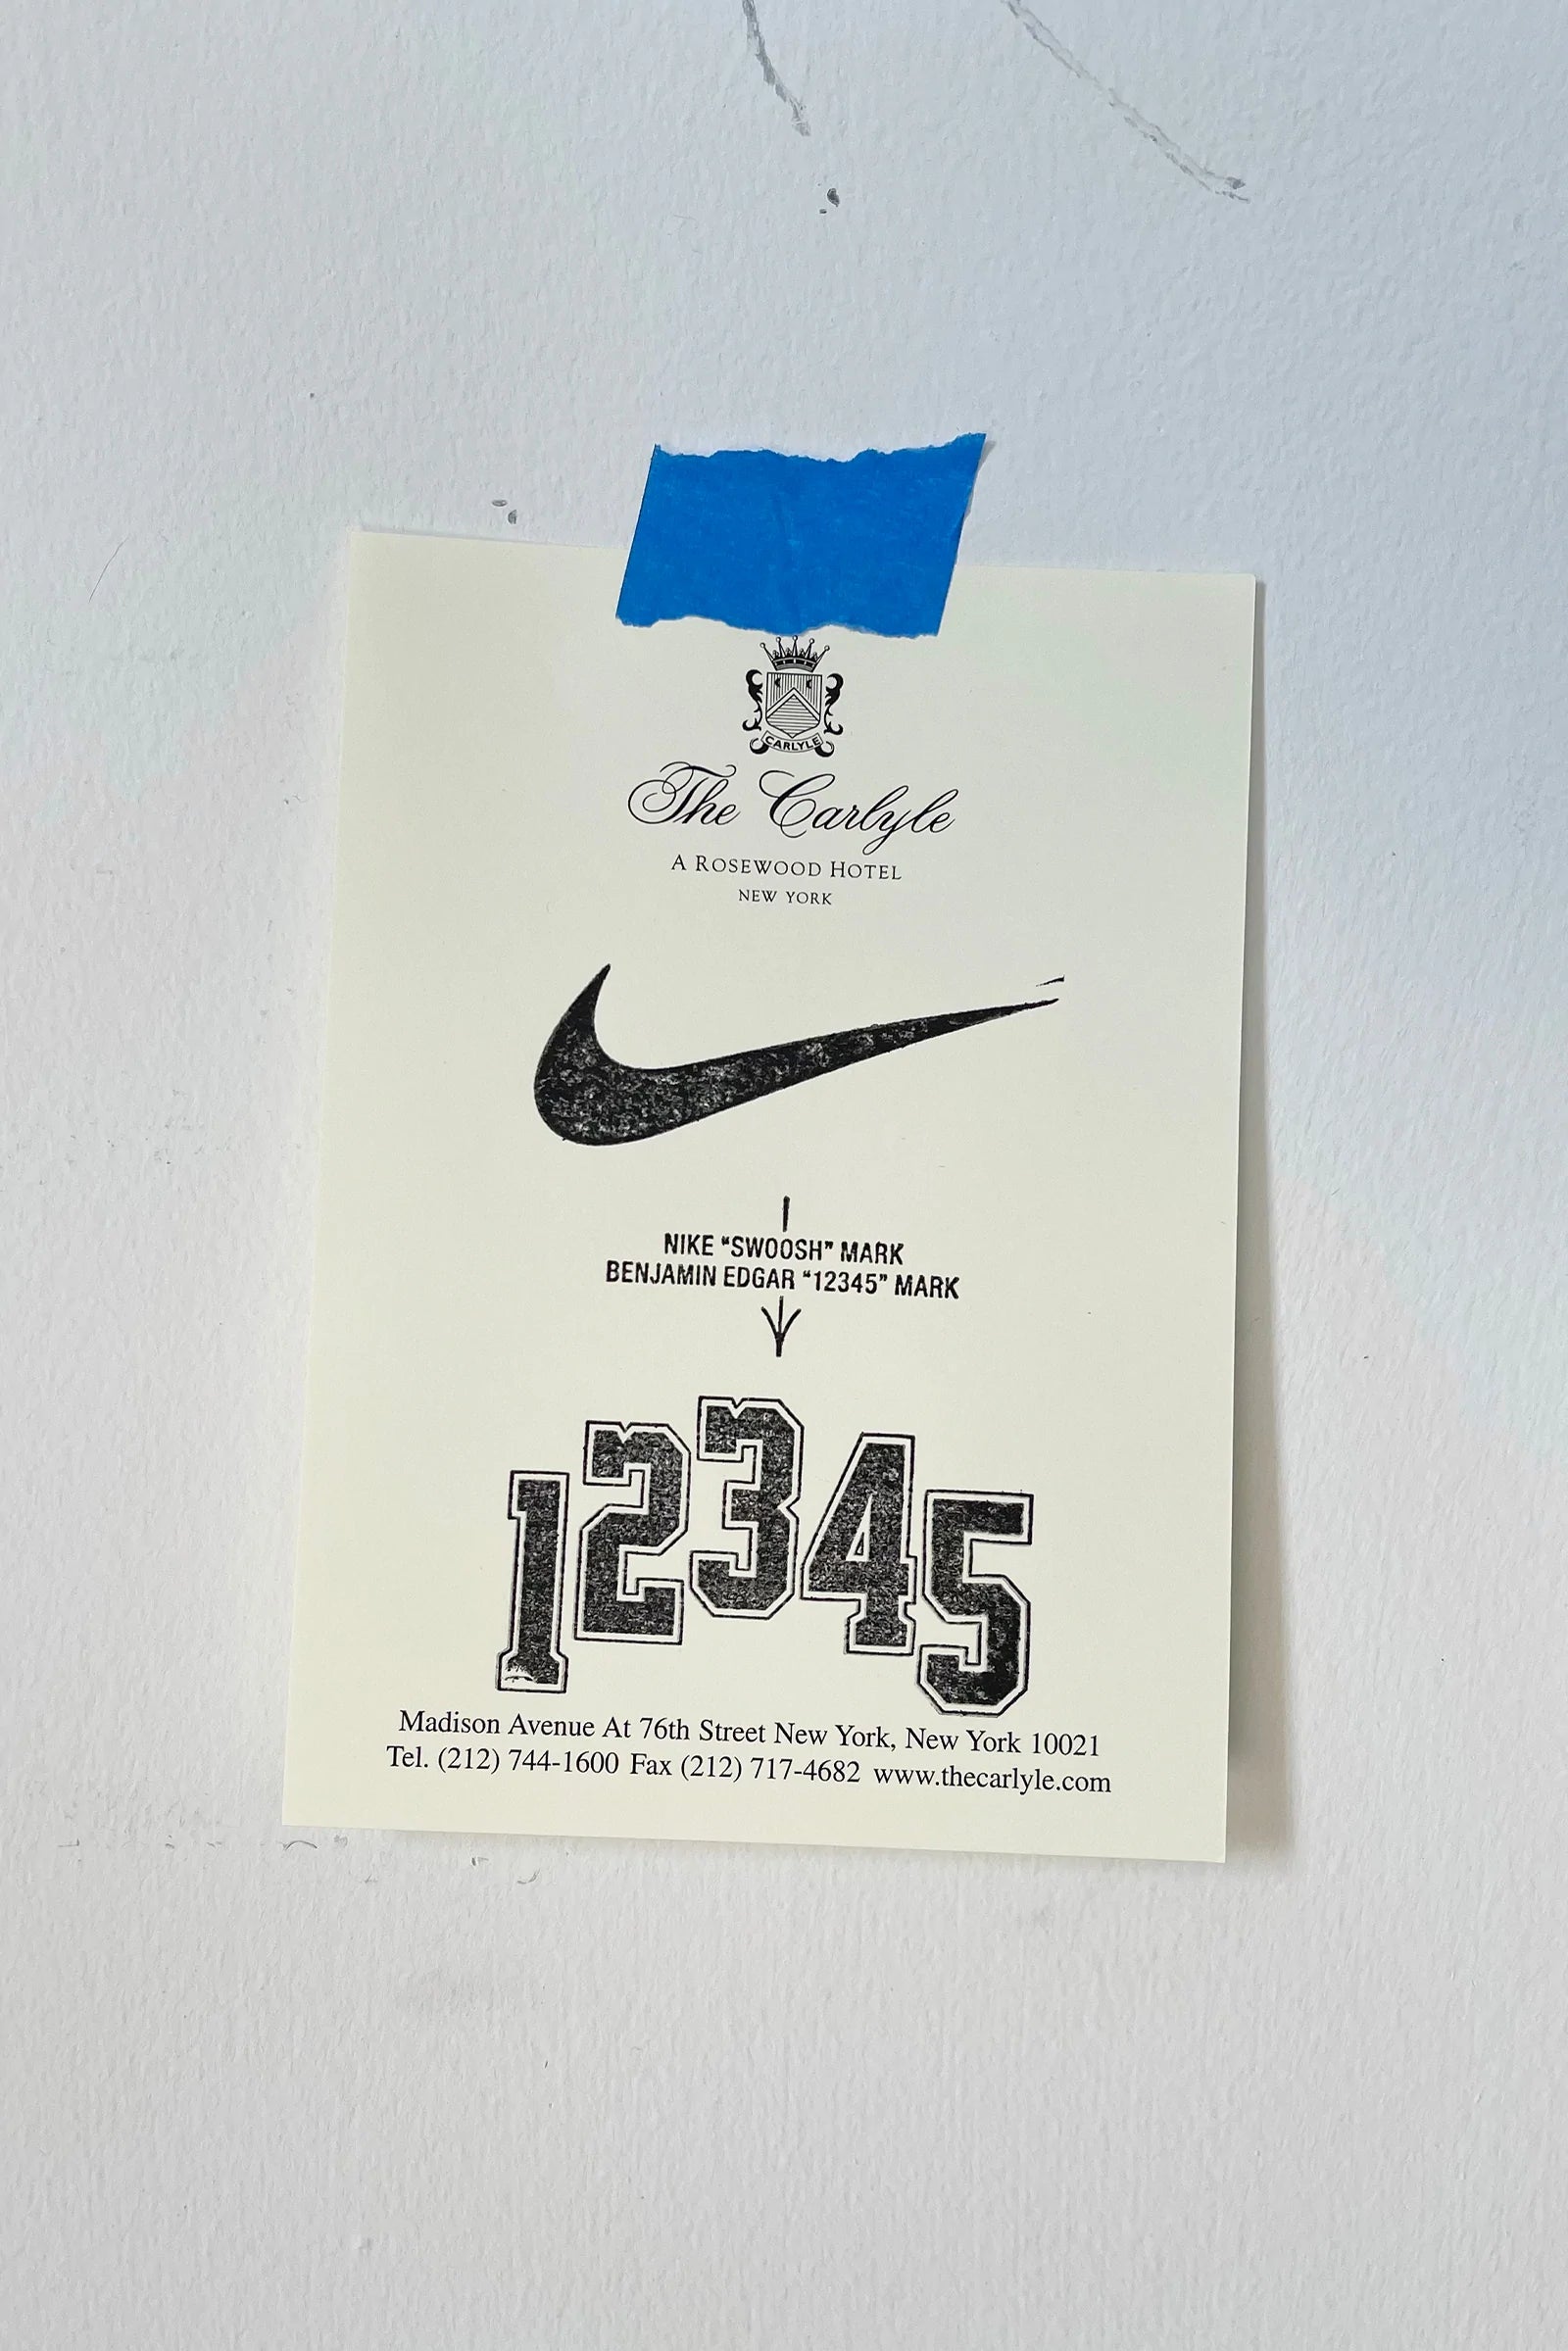 CARLYLE
The Carlyle
A ROSEWOOD HOTEL
NEW YORK
NIKE “SWOOSH” MARK
BENJAMIN EDGAR “12345” MARK
12345
Madison Avenue At 76th Street New York, New York 10021
Tel. (212) 744-1600 Fax (212) 717-4682 www.thecarlyle.com